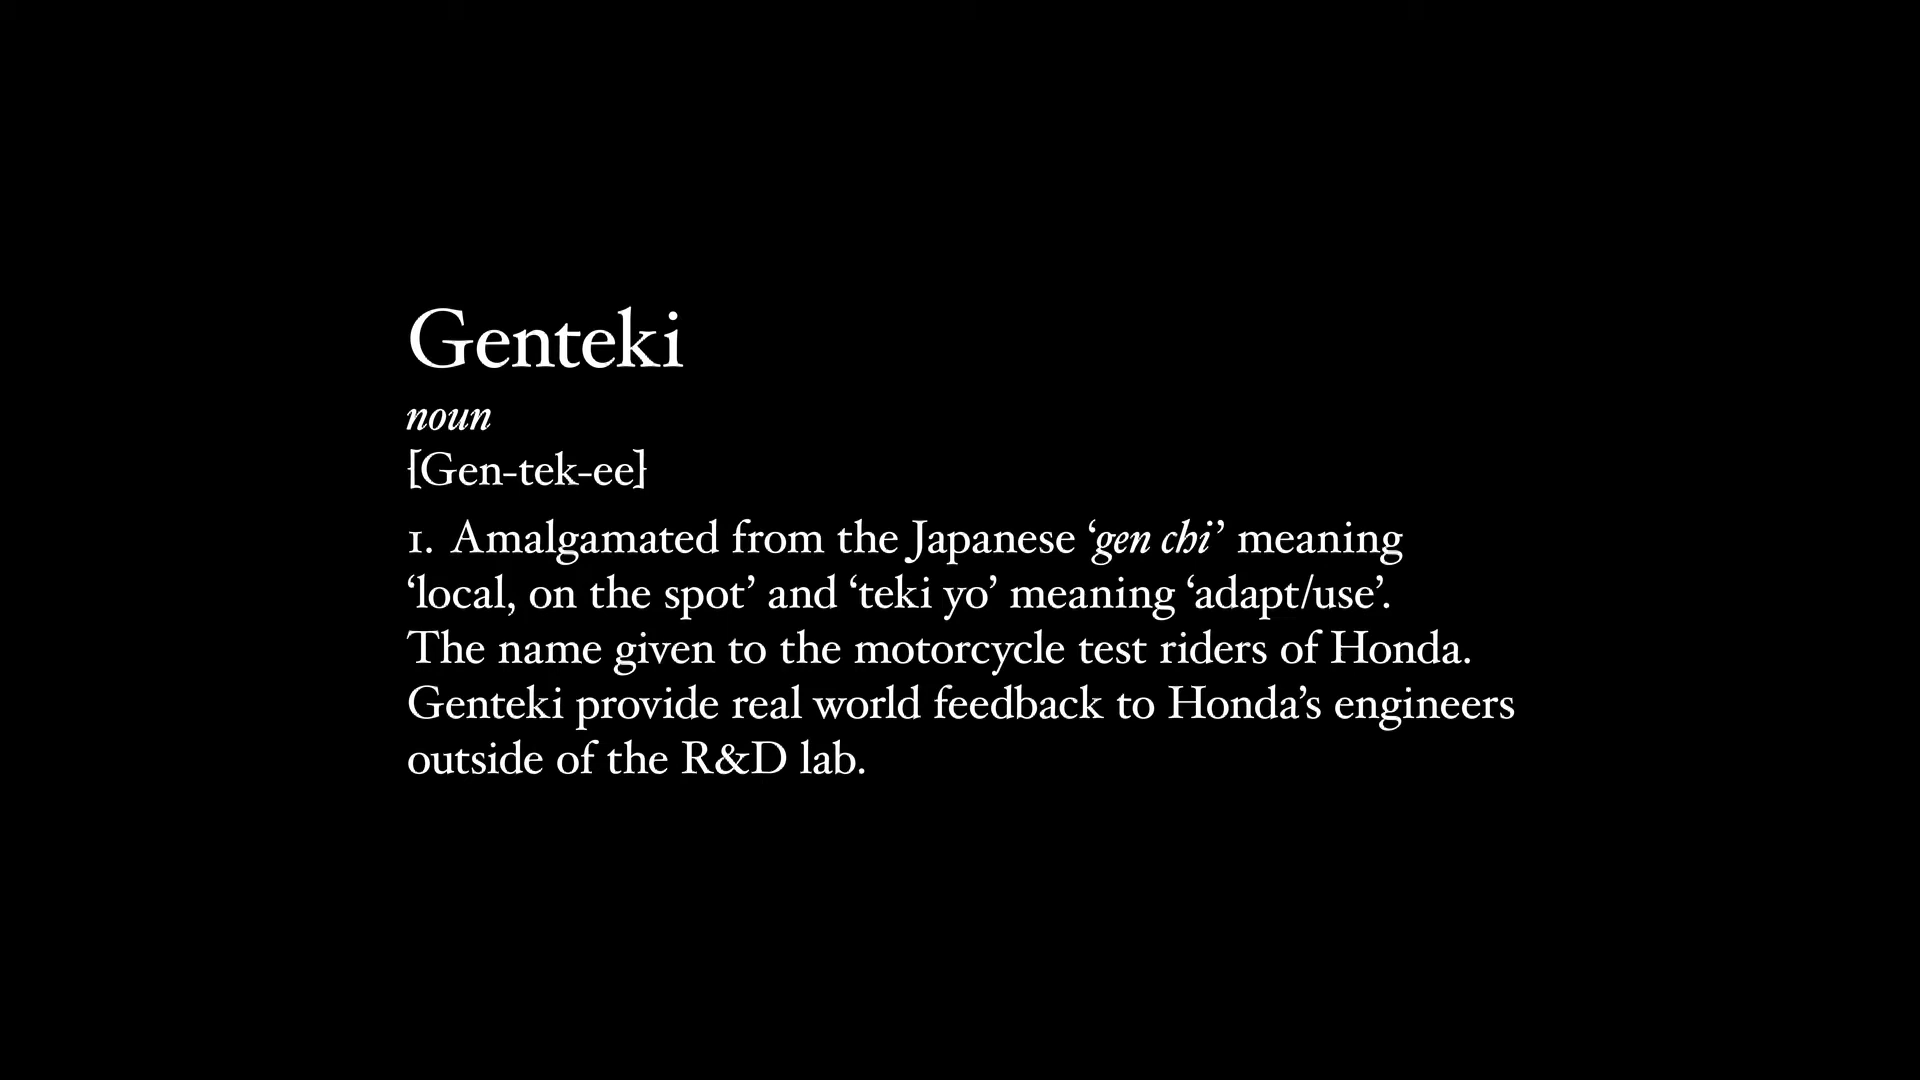 Genteki
noun
[Gen-tek-ee]
1. Amalgamated from the Japanese ‘gen chi’ meaning
‘local, on the spot’ and ‘teki yo’ meaning ‘adapt/use’.
The name given to the motorcycle test riders of Honda.
Genteki provide real world feedback to Honda’s engineers
outside of the R&D lab.